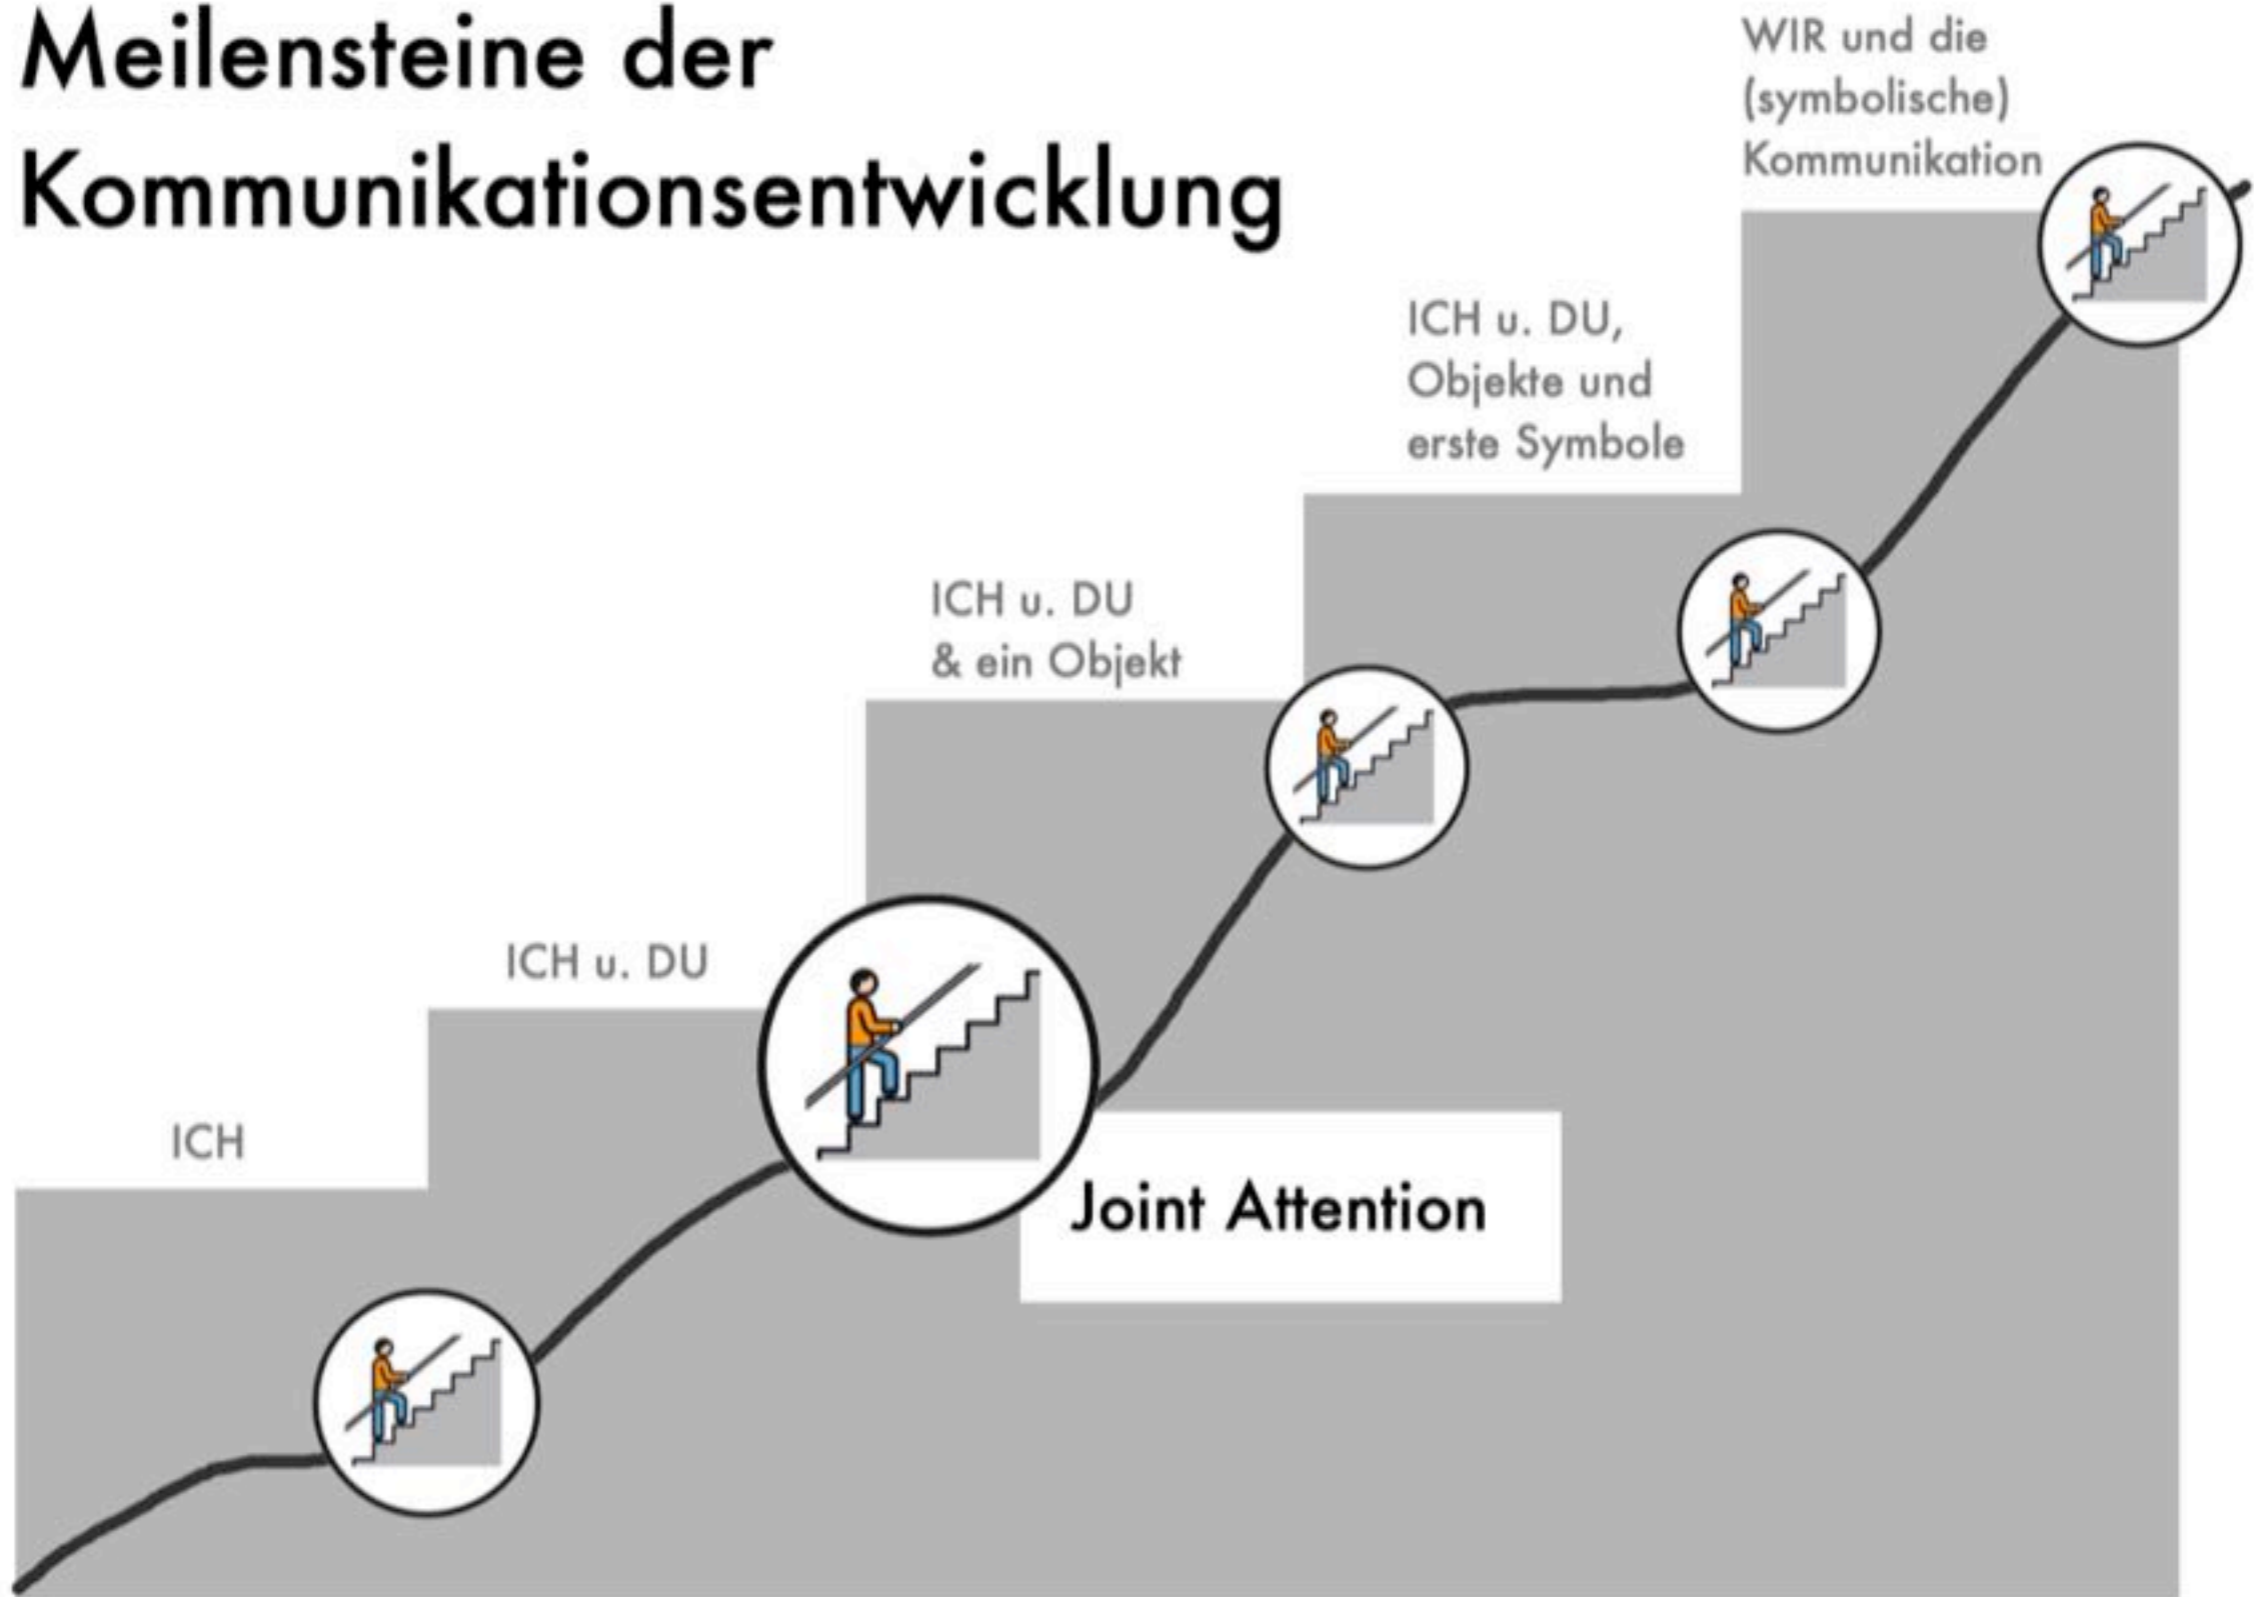 Meilensteine der
Kommunikationsentwicklung
WIR und die
(symbolische)
Kommunikation
ICH u. DU,
Objekte und
erste Symbole
ICH u. DU
& ein Objekt
ICH u. DU
ICH
Joint Attention